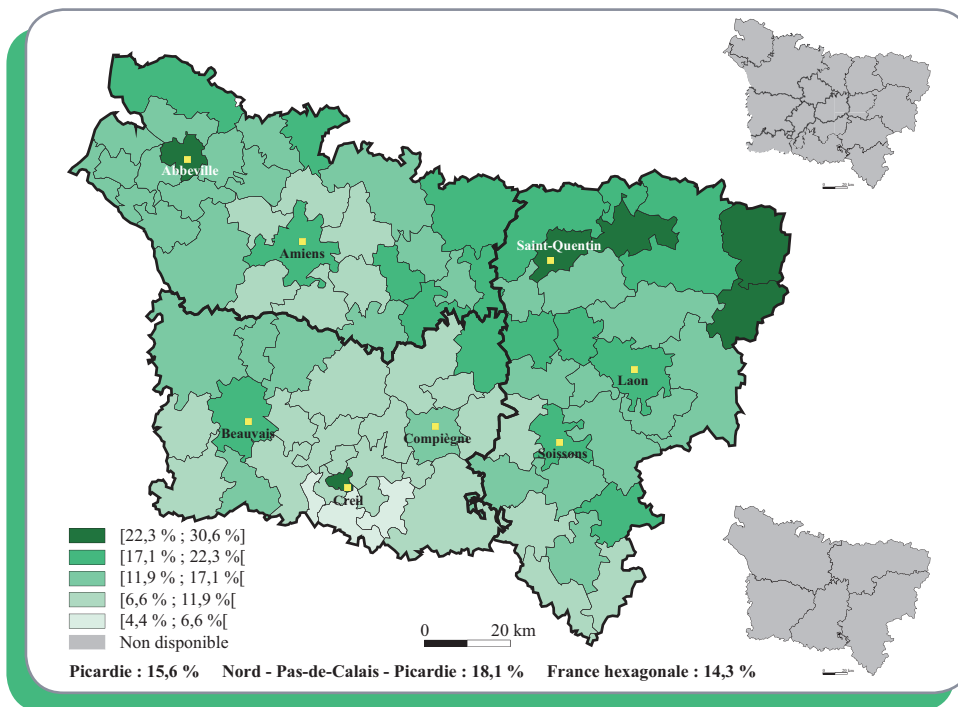 Abbeville
Amiens
Saint-Quentin
Laon
Beauvais
Compiègne
Soissons
Creil
[22,3 % ; 30,6 %]
[17,1 % ; 22,3 %[
[11,9 % ; 17,1 %[
[6,6 % ; 11,9 %[
[4,4 % ; 6,6 %[
Non disponible
0 20 km
Picardie : 15,6 % Nord - Pas-de-Calais - Picardie : 18,1 % France hexagonale : 14,3 %